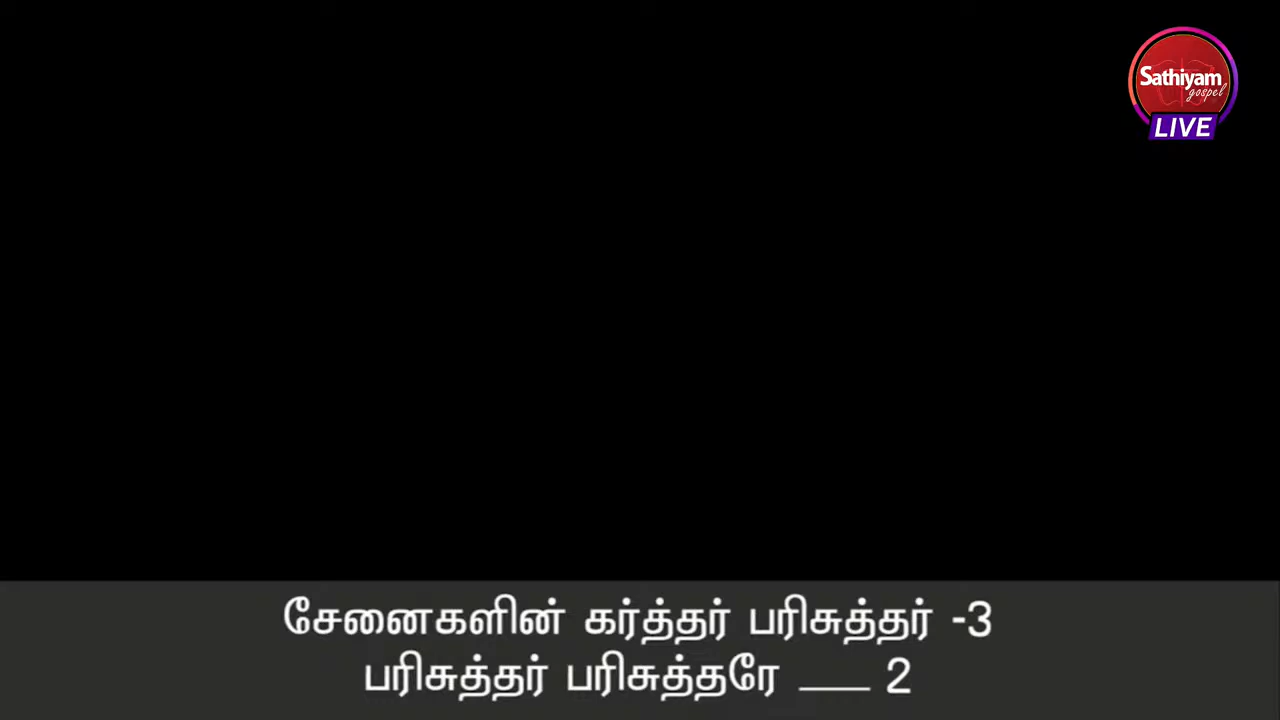 Sathiyam
gospel
LIVE
சேனைகளின் கர்த்தர் பரிசுத்தர் -3
பரிசுத்தர் பரிசுத்தரே ___ 2